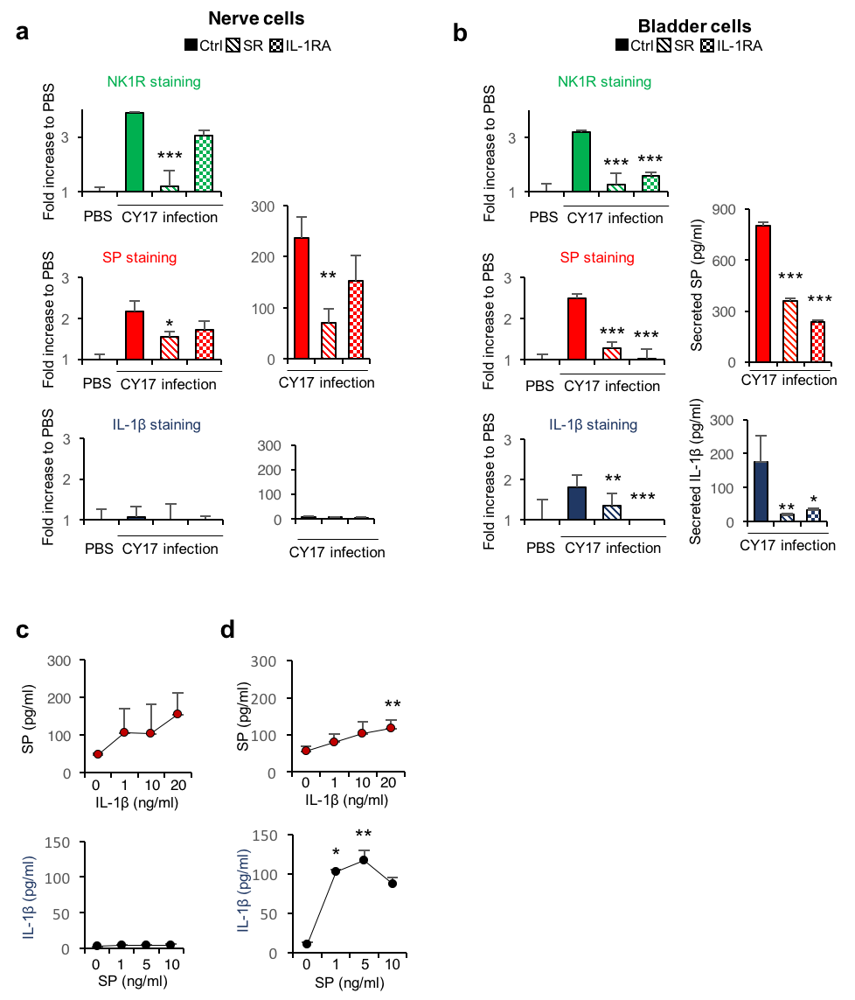 a
Nerve cells
Ctrl SR IL-1RA
NK1R staining
Fold increase to PBS
3
1
***
PBS CY17 infection
SP staining
Fold increase to PBS
3
2
1
*
PBS CY17 infection
300
200
100
0
**
CY17 infection
IL-1β staining
Fold increase to PBS
3
2
1
PBS CY17 infection
300
200
100
0
CY17 infection
b
Bladder cells
Ctrl SR IL-1RA
NK1R staining
Fold increase to PBS
3
1
*** ***
PBS CY17 infection
SP staining
Fold increase to PBS
3
2
1
*** ***
PBS CY17 infection
Secreted SP (pg/ml)
900
600
300
0
*** ***
CY17 infection
IL-1β staining
Fold increase to PBS
3
2
1
** ***
PBS CY17 infection
Secreted IL-1β (pg/ml)
300
200
100
0
** *
CY17 infection
c
SP (pg/ml)
300
200
100
0
0 1 10 20
IL-1β (ng/ml)
IL-1β (pg/ml)
150
100
50
0
0 1 5 10
SP (ng/ml)
d
SP (pg/ml)
300
200
100
0
**
0 1 10 20
IL-1β (ng/ml)
IL-1β (pg/ml)
150
100
50
0
* **
0 1 5 10
SP (ng/ml)